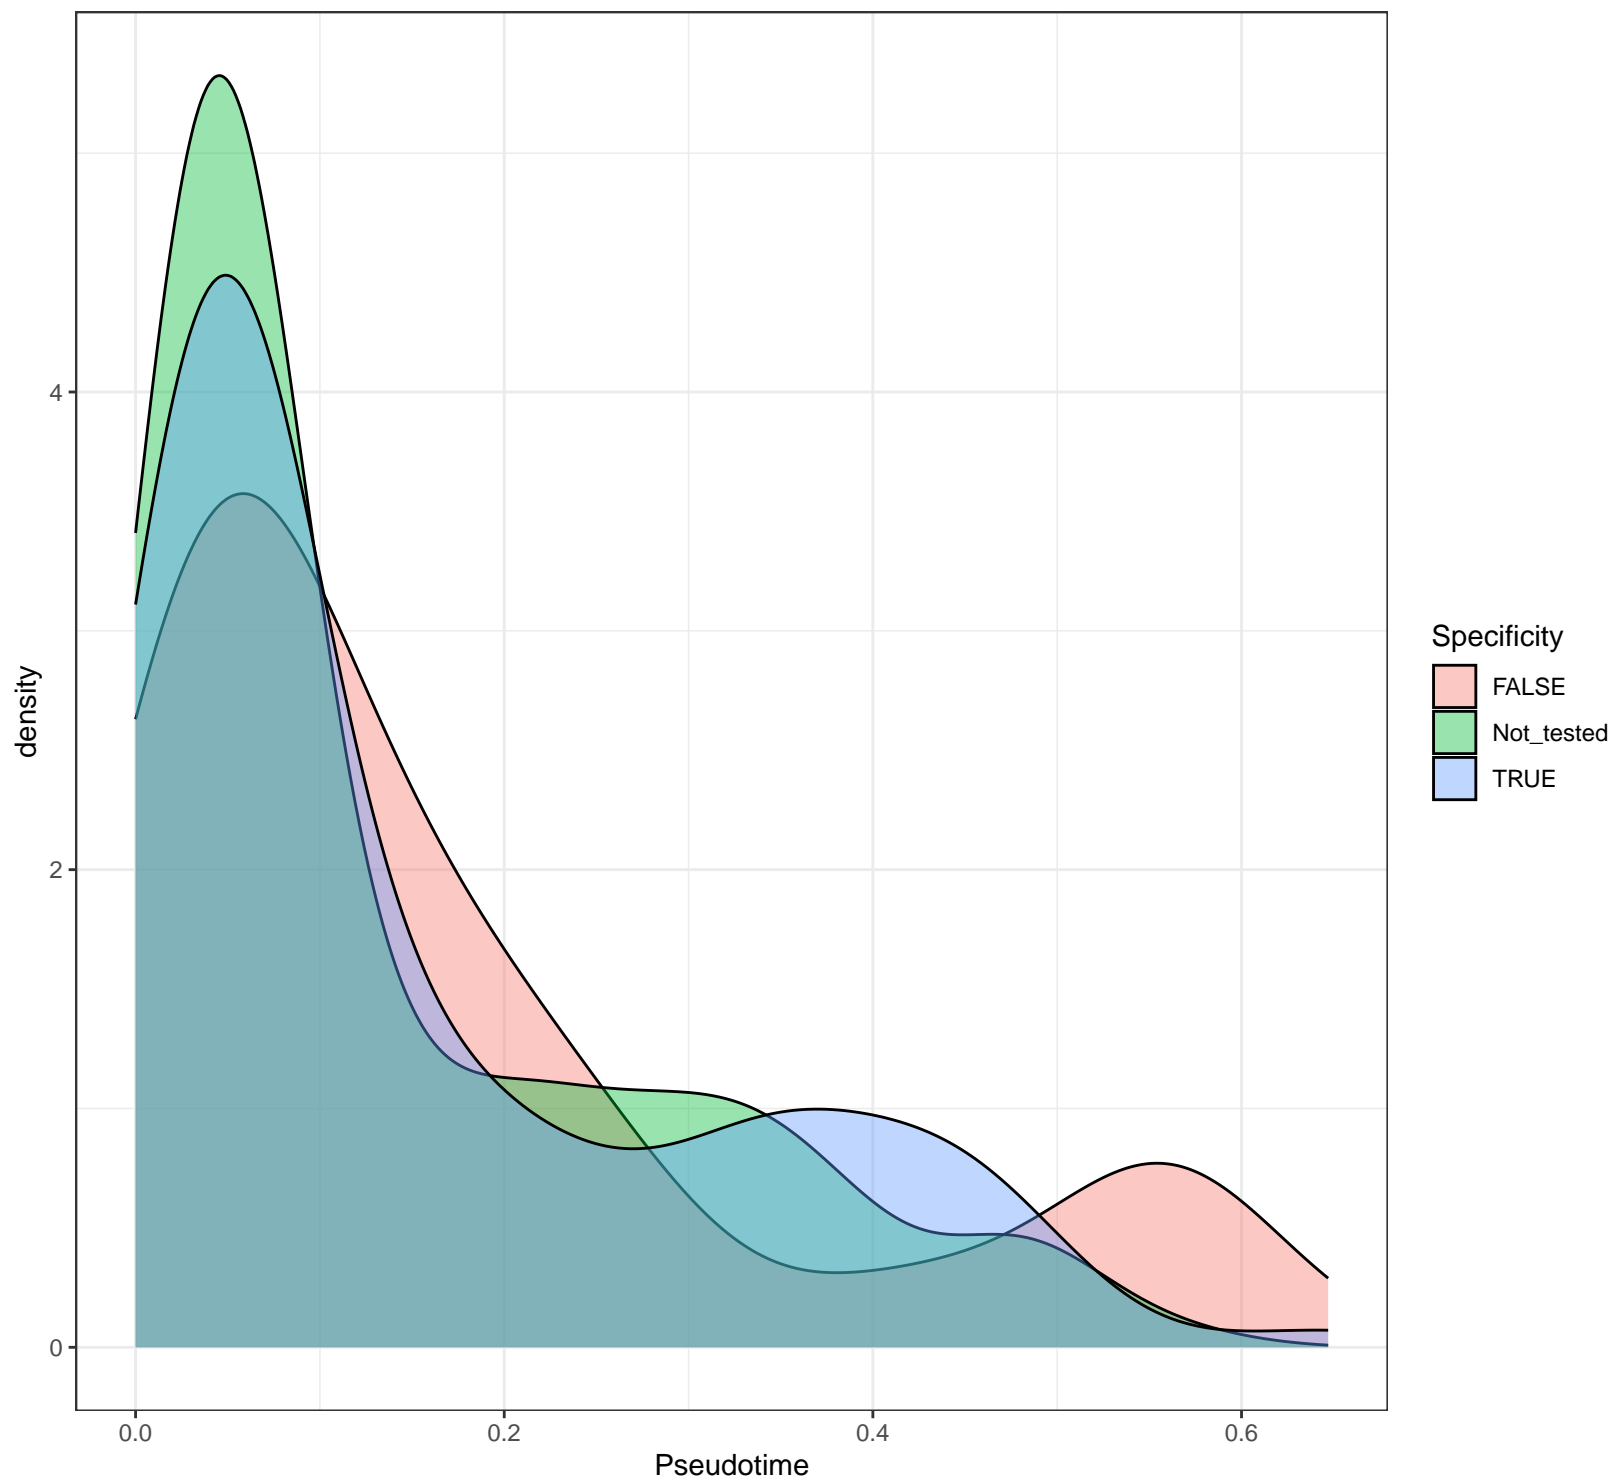 density
4
2
0
0.0
0.2
0.4
0.6
Pseudotime
Specificity
FALSE
Not_tested
TRUE